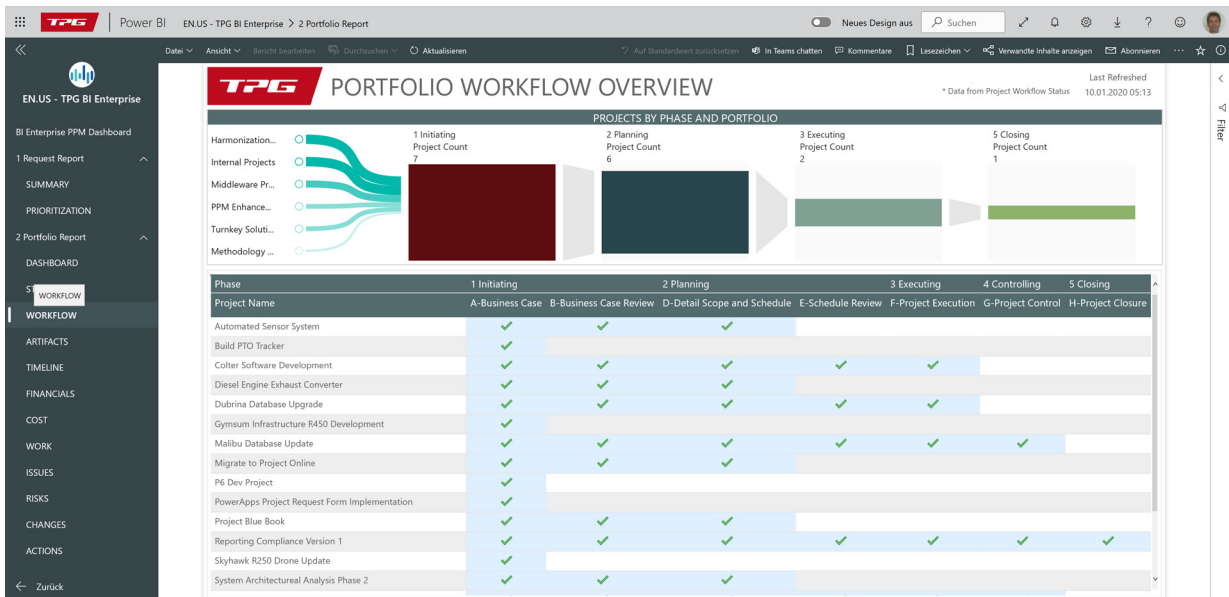 TPG Power BI EN.US - TPG BI Enterprise > 2 Portfolio Report Neues Design aus Suchen
Datei Ansicht Bericht bearbeiten Durchsuchen Aktualisieren Auf Standardwert zurücksetzen In Teams chatten Kommentare Lesezeichen Verwandte Inhalte anzeigen Abonnieren
EN.US - TPG BI Enterprise
BI Enterprise PPM Dashboard
1 Request Report
SUMMARY
PRIORITIZATION
2 Portfolio Report
DASHBOARD
ST
WORKFLOW
WORKFLOW
ARTIFACTS
TIMELINE
FINANCIALS
COST
WORK
ISSUES
RISKS
CHANGES
ACTIONS
Zurück
TPG PORTFOLIO WORKFLOW OVERVIEW
* Data from Project Workflow Status
Last Refreshed
10.01.2020 05:13
PROJECTS BY PHASE AND PORTFOLIO
Harmonization...
Internal Projects
Middleware Pr...
PPM Enhance...
Turnkey Soluti...
Methodology ...
1 Initiating
Project Count
7
2 Planning
Project Count
6
3 Executing
Project Count
2
5 Closing
Project Count
1
Phase 1 Initiating 2 Planning 3 Executing 4 Controlling 5 Closing
Project Name A-Business Case B-Business Case Review D-Detail Scope and Schedule E-Schedule Review F-Project Execution G-Project Control H-Project Closure
Automated Sensor System
Build PTO Tracker
Colter Software Development
Diesel Engine Exhaust Converter
Dubrina Database Upgrade
Gymsum Infrastructure R450 Development
Malibu Database Update
Migrate to Project Online
P6 Dev Project
PowerApps Project Request Form Implementation
Project Blue Book
Reporting Compliance Version 1
Skyhawk R250 Drone Update
System Architectureal Analysis Phase 2
Filter